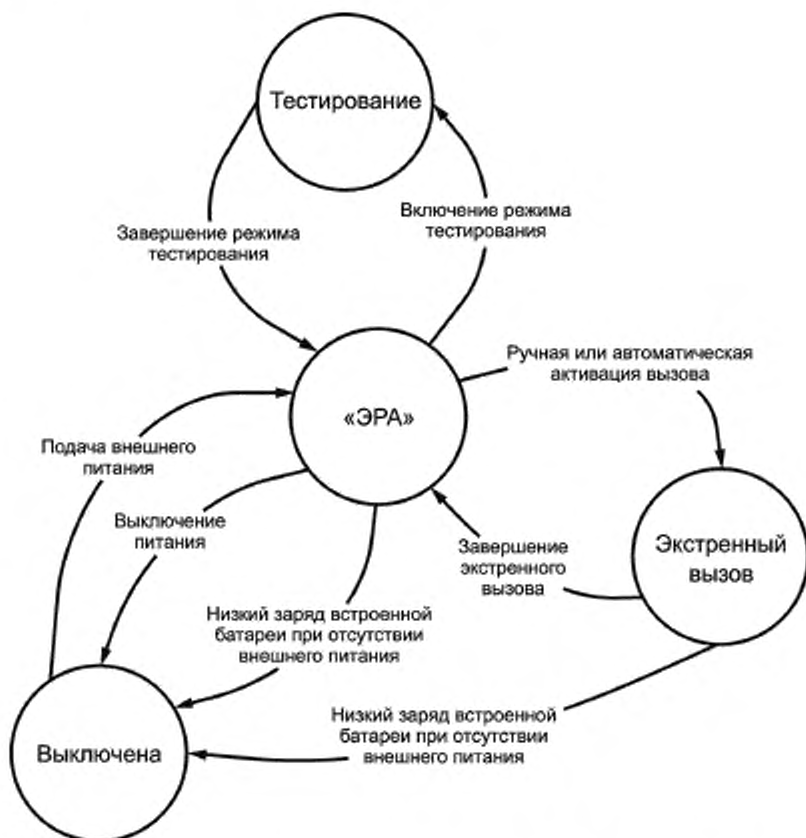 Тестирование
Включение режима
тестирования
Завершение режима
тестирования
Ручная или автоматическая
активация вызова
«ЭРА»
Подача внешнего
питания
Выключение
питания
Завершение
экстренного
вызова
Экстренный
вызов
Низкий заряд встроенной
батареи при отсутствии
внешнего питания
Низкий заряд встроенной
батареи при отсутствии
внешнего питания
Выключена